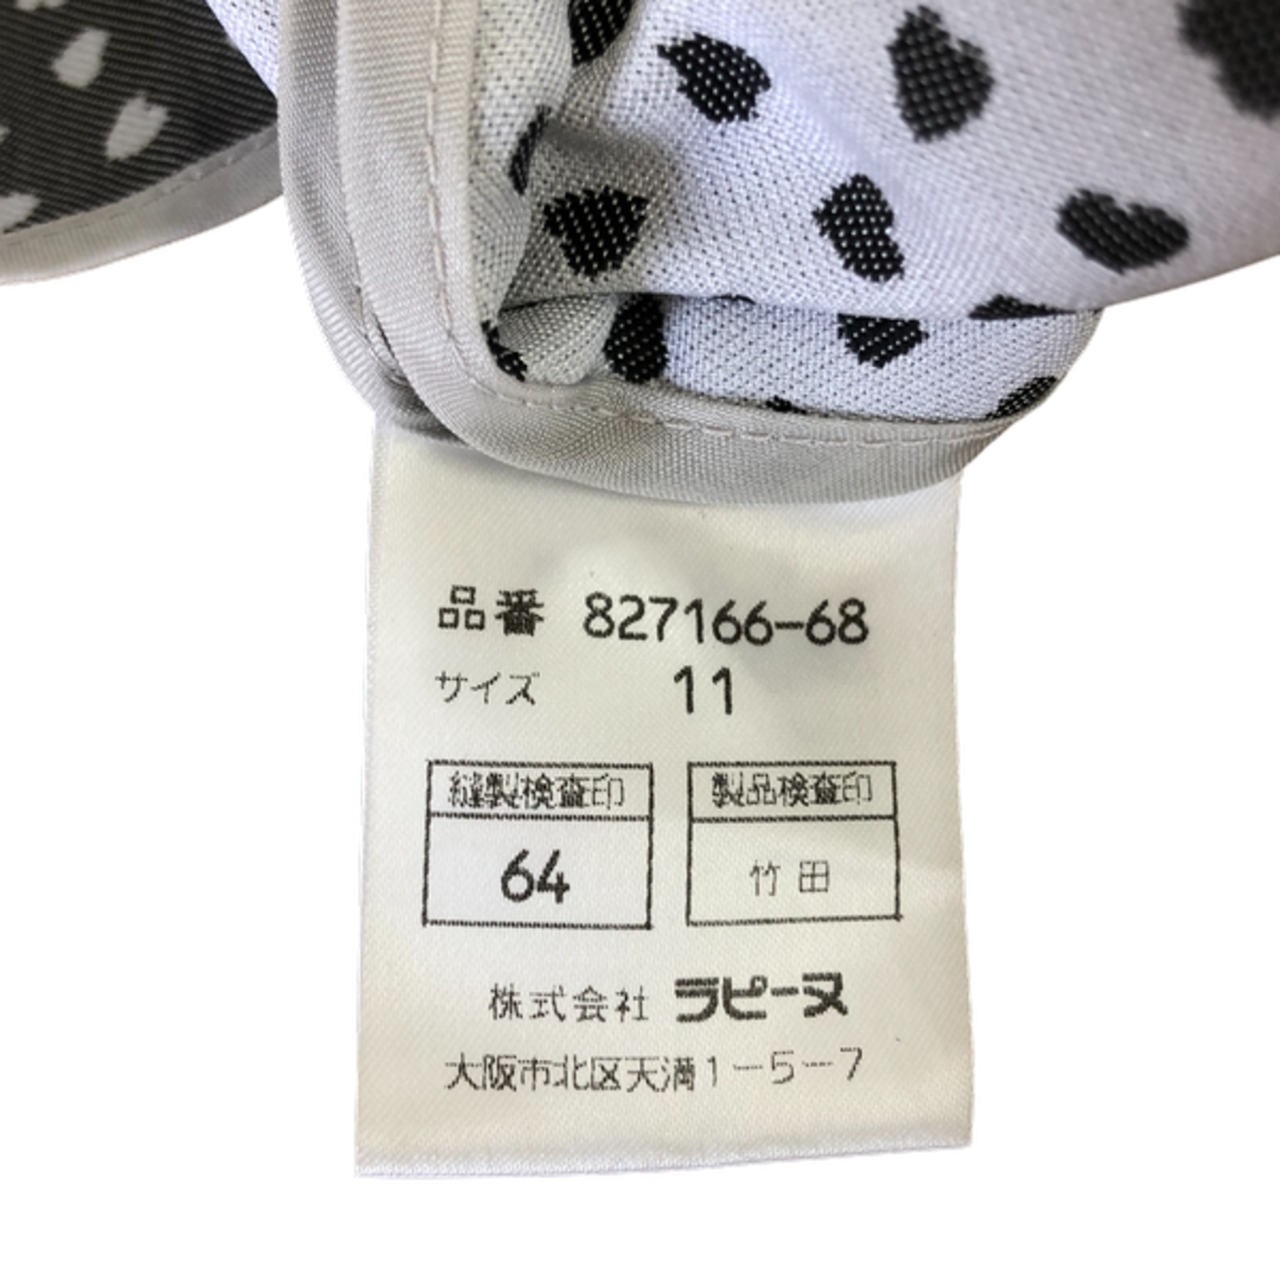 品番 827166-68
サイズ 11
縫製検査印 製品検査印
64 竹田
株式会社 ラピーヌ
大阪市北区天満1-5-7